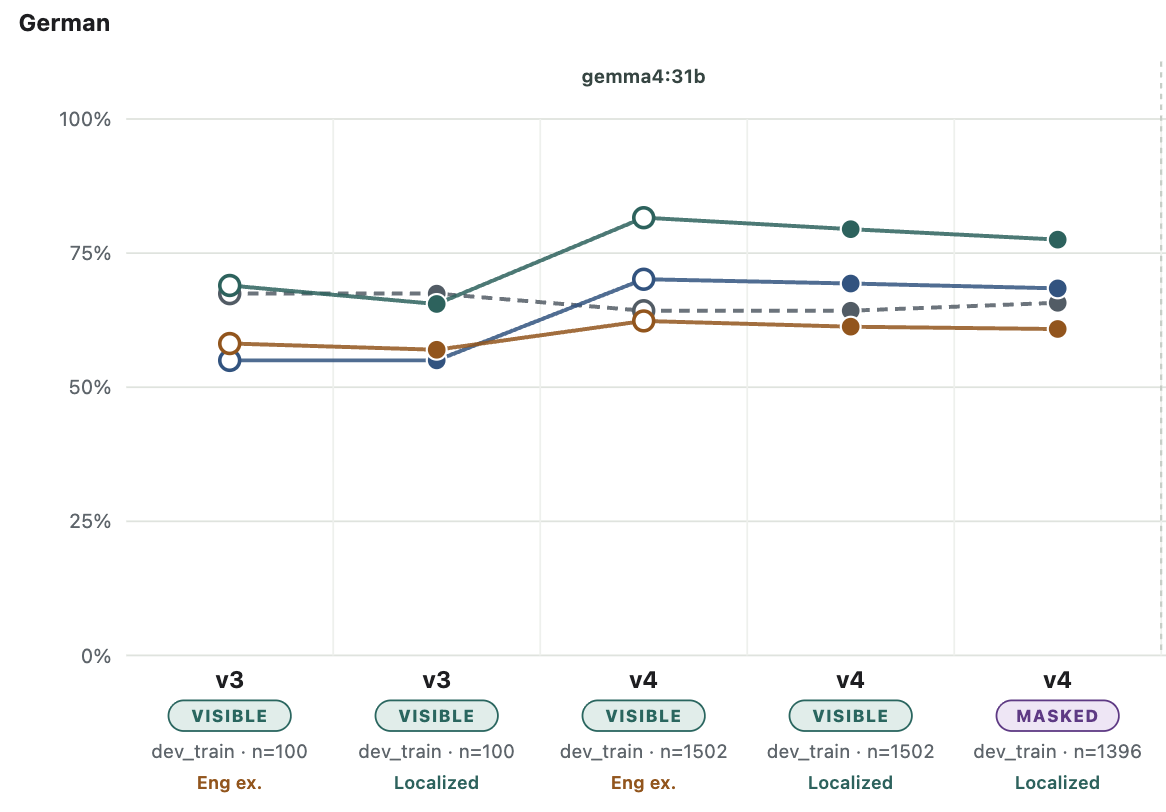 German
gemma4:31b
100%
75%
50%
25%
0%
v3 v3 v4 v4 v4
VISIBLE VISIBLE VISIBLE VISIBLE MASKED
dev_train · n=100 dev_train · n=100 dev_train · n=1502 dev_train · n=1502 dev_train · n=1396
Eng ex. Localized Eng ex. Localized Localized